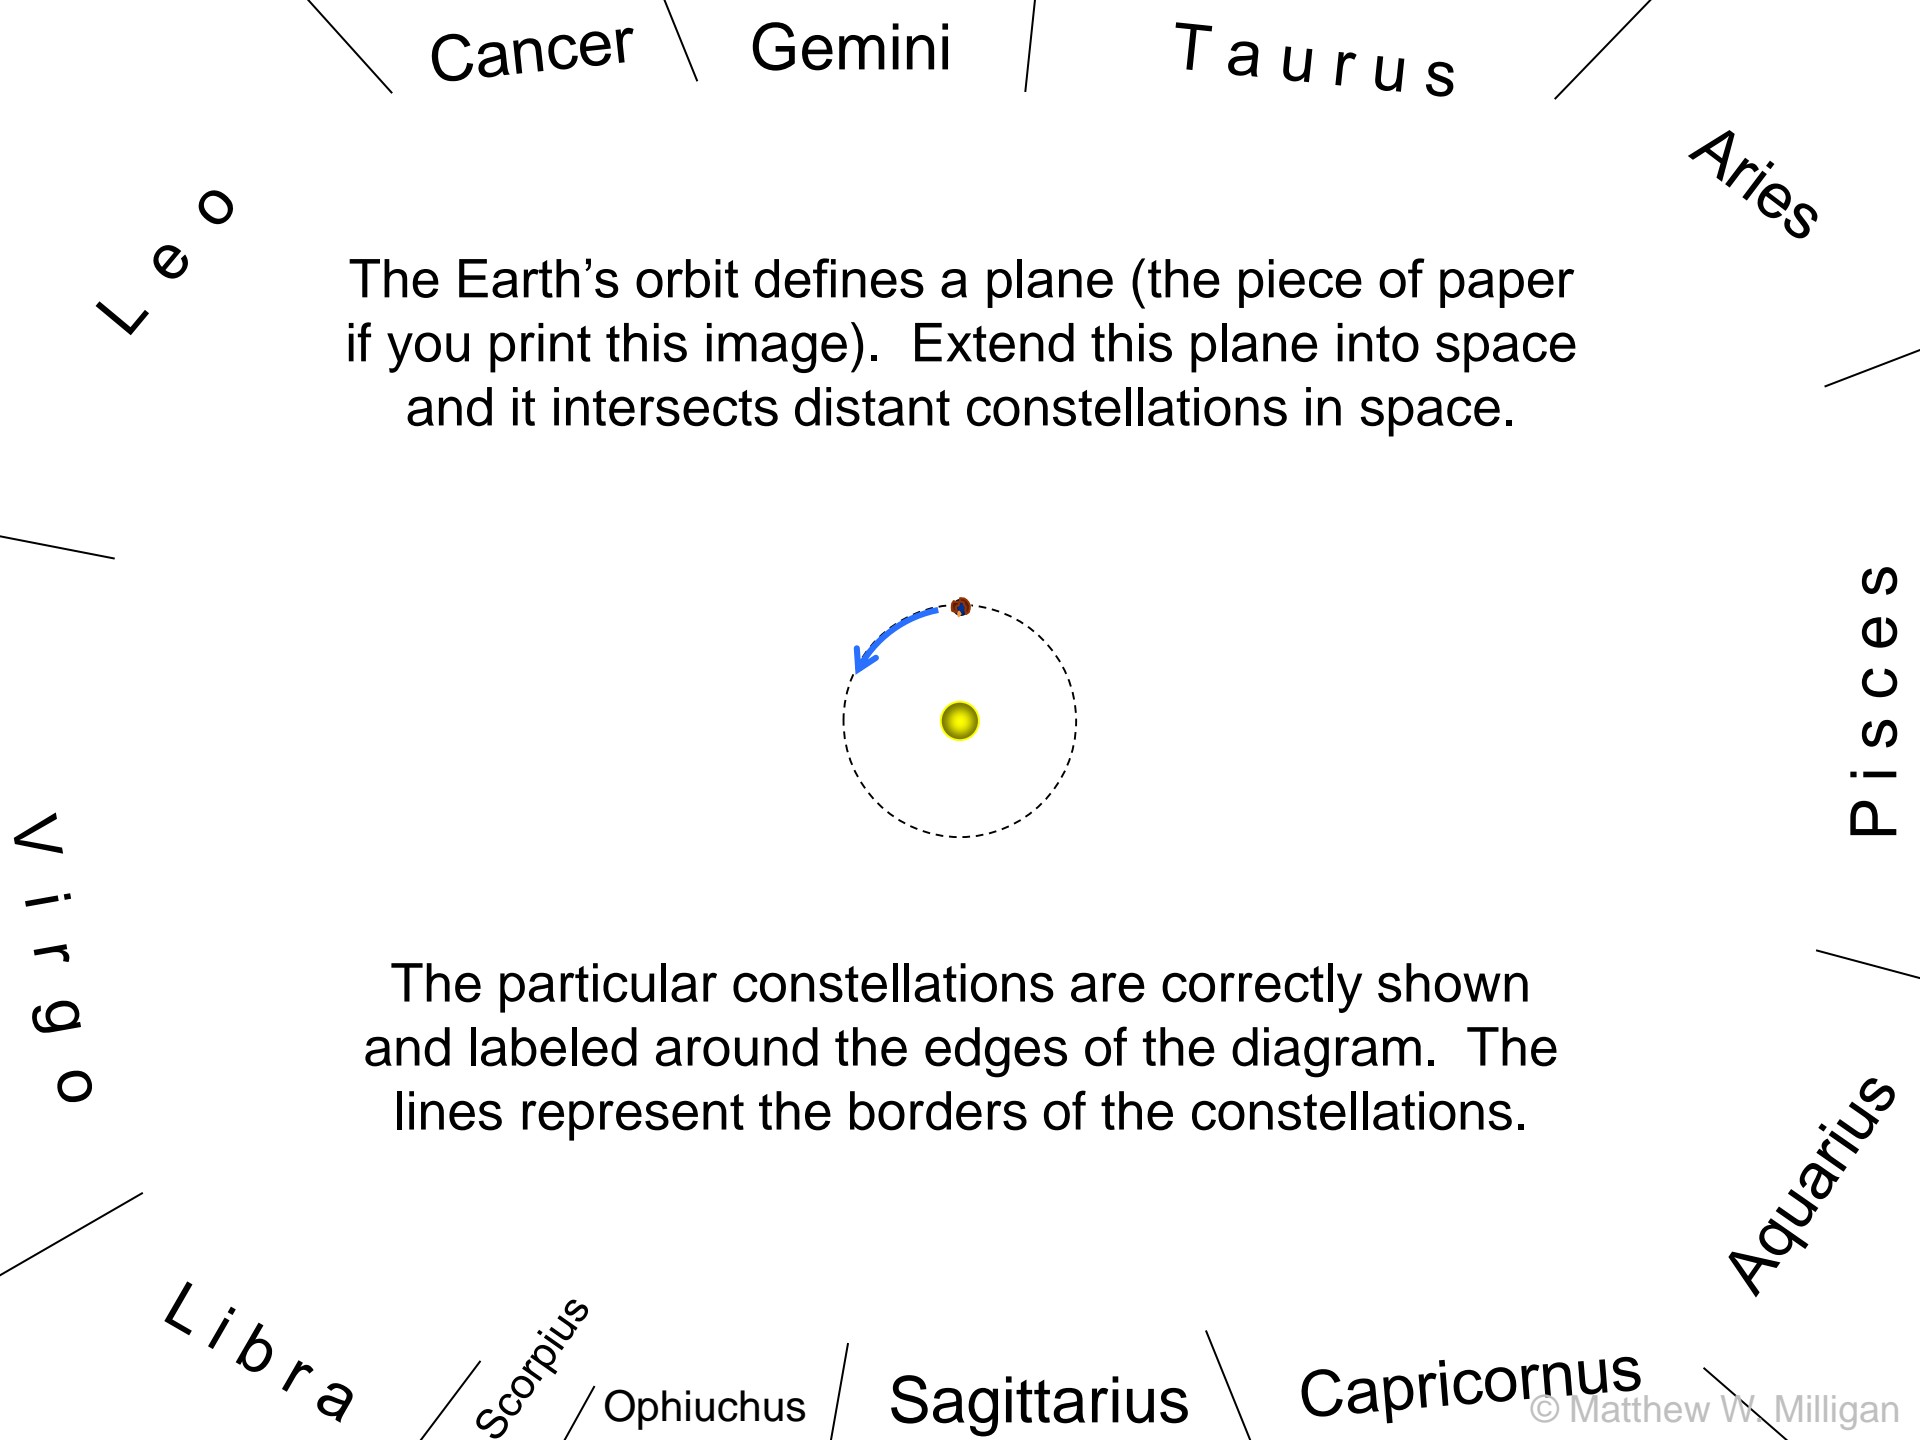 Cancer
Gemini
Taurus
Aries
Leo
The Earth’s orbit defines a plane (the piece of paper
if you print this image).  Extend this plane into space
and it intersects distant constellations in space.
Pisces
Virgo
The particular constellations are correctly shown
and labeled around the edges of the diagram.  The
lines represent the borders of the constellations.
Aquarius
Libra
Scorpius
Ophiuchus
Sagittarius
Capricornus
© Matthew W. Milligan